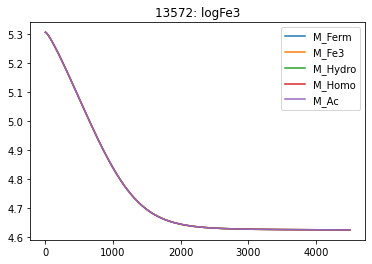 13572: logFe3
5.3
5.2
5.1
5.0
4.9
4.8
4.7
4.6
M_Ferm
M_Fe3
M_Hydro
M_Homo
M_Ac
0
1000
2000
3000
4000